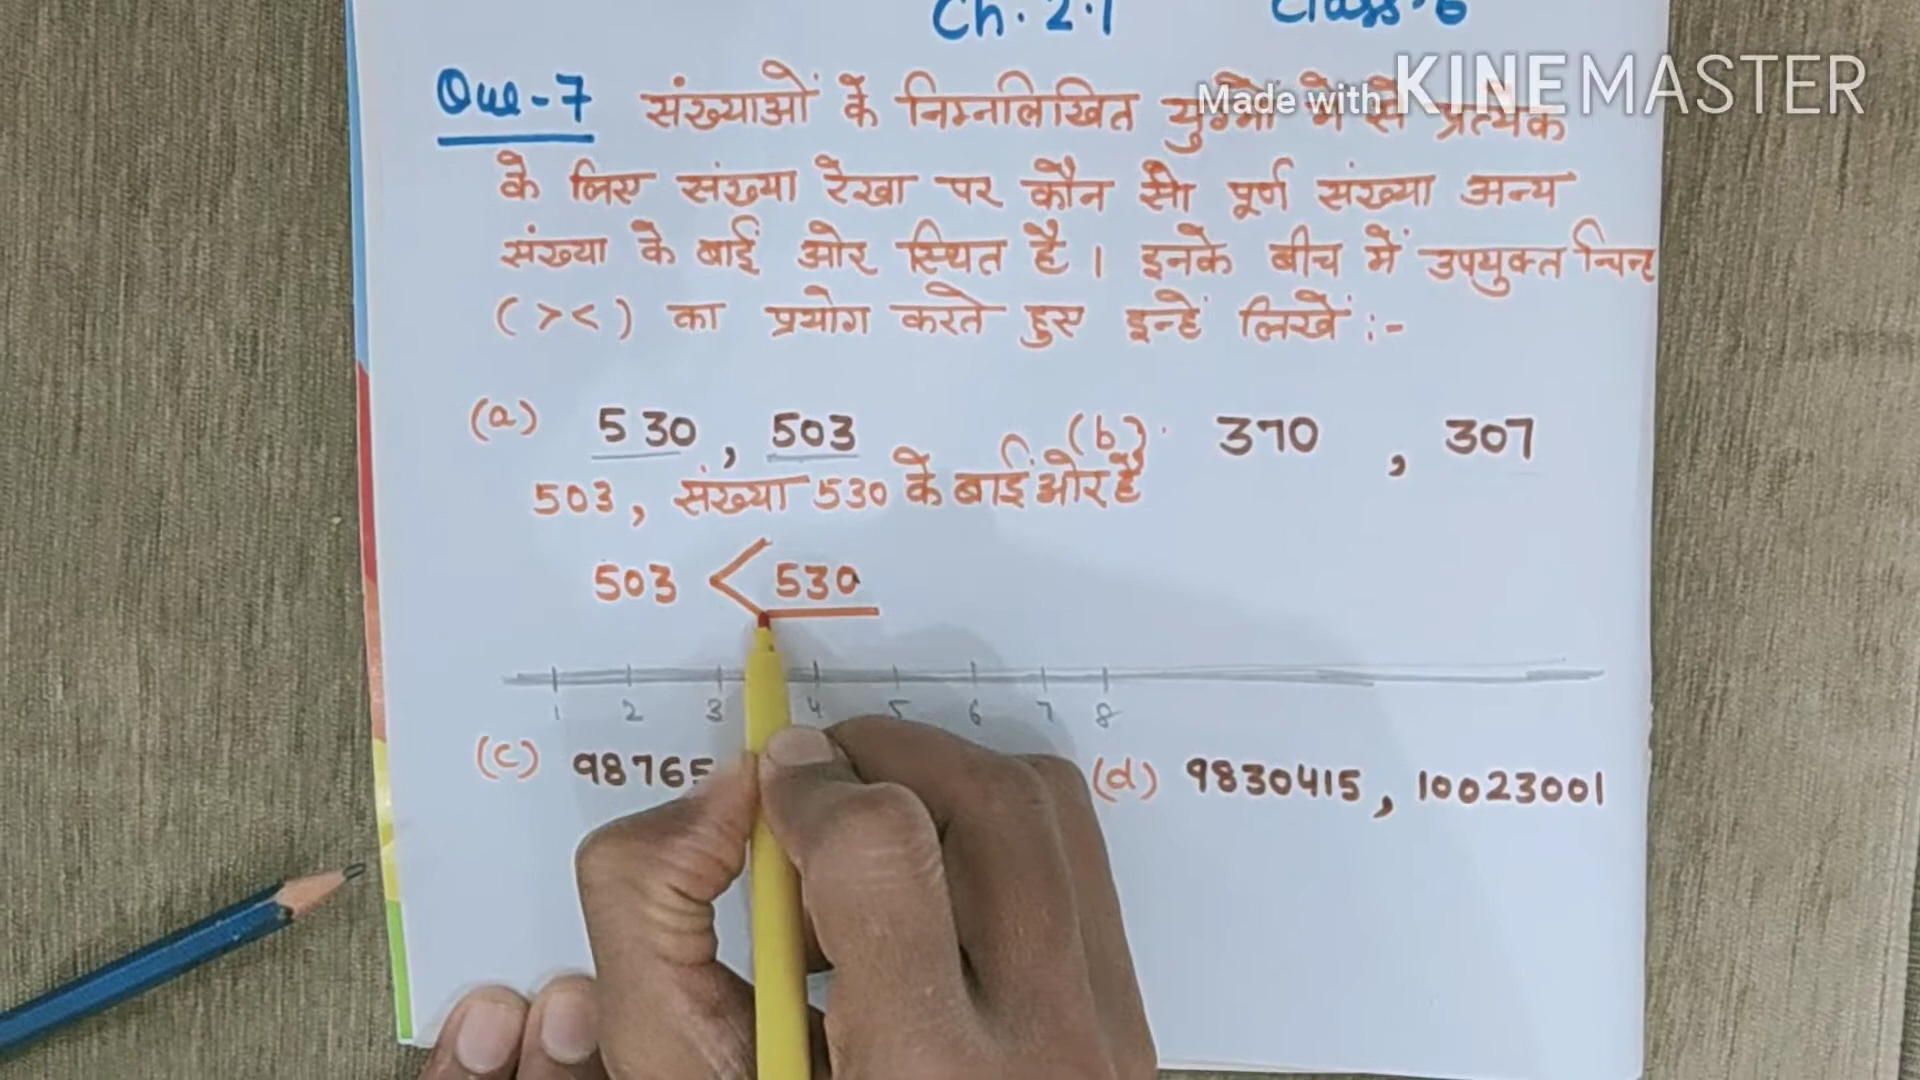 Ch. 2.1 Class-6
Made with KINEMASTER
Que-7 संख्याओं के निम्नलिखित युग्मों में से प्रत्येक
के लिए संख्या रेखा पर कौन सी पूर्ण संख्या अन्य
संख्या के बाईं ओर स्थित है। इनके बीच में उपयुक्त चिन्ह
(><) का प्रयोग करते हुए इन्हें लिखें :-
(a) 530, 503 (b) 370, 307
503, संख्या 530 के बाईं ओर है
503 < 530
1 2 3 4 5 6 7 8
(c) 98765 (d) 9830415, 10023001